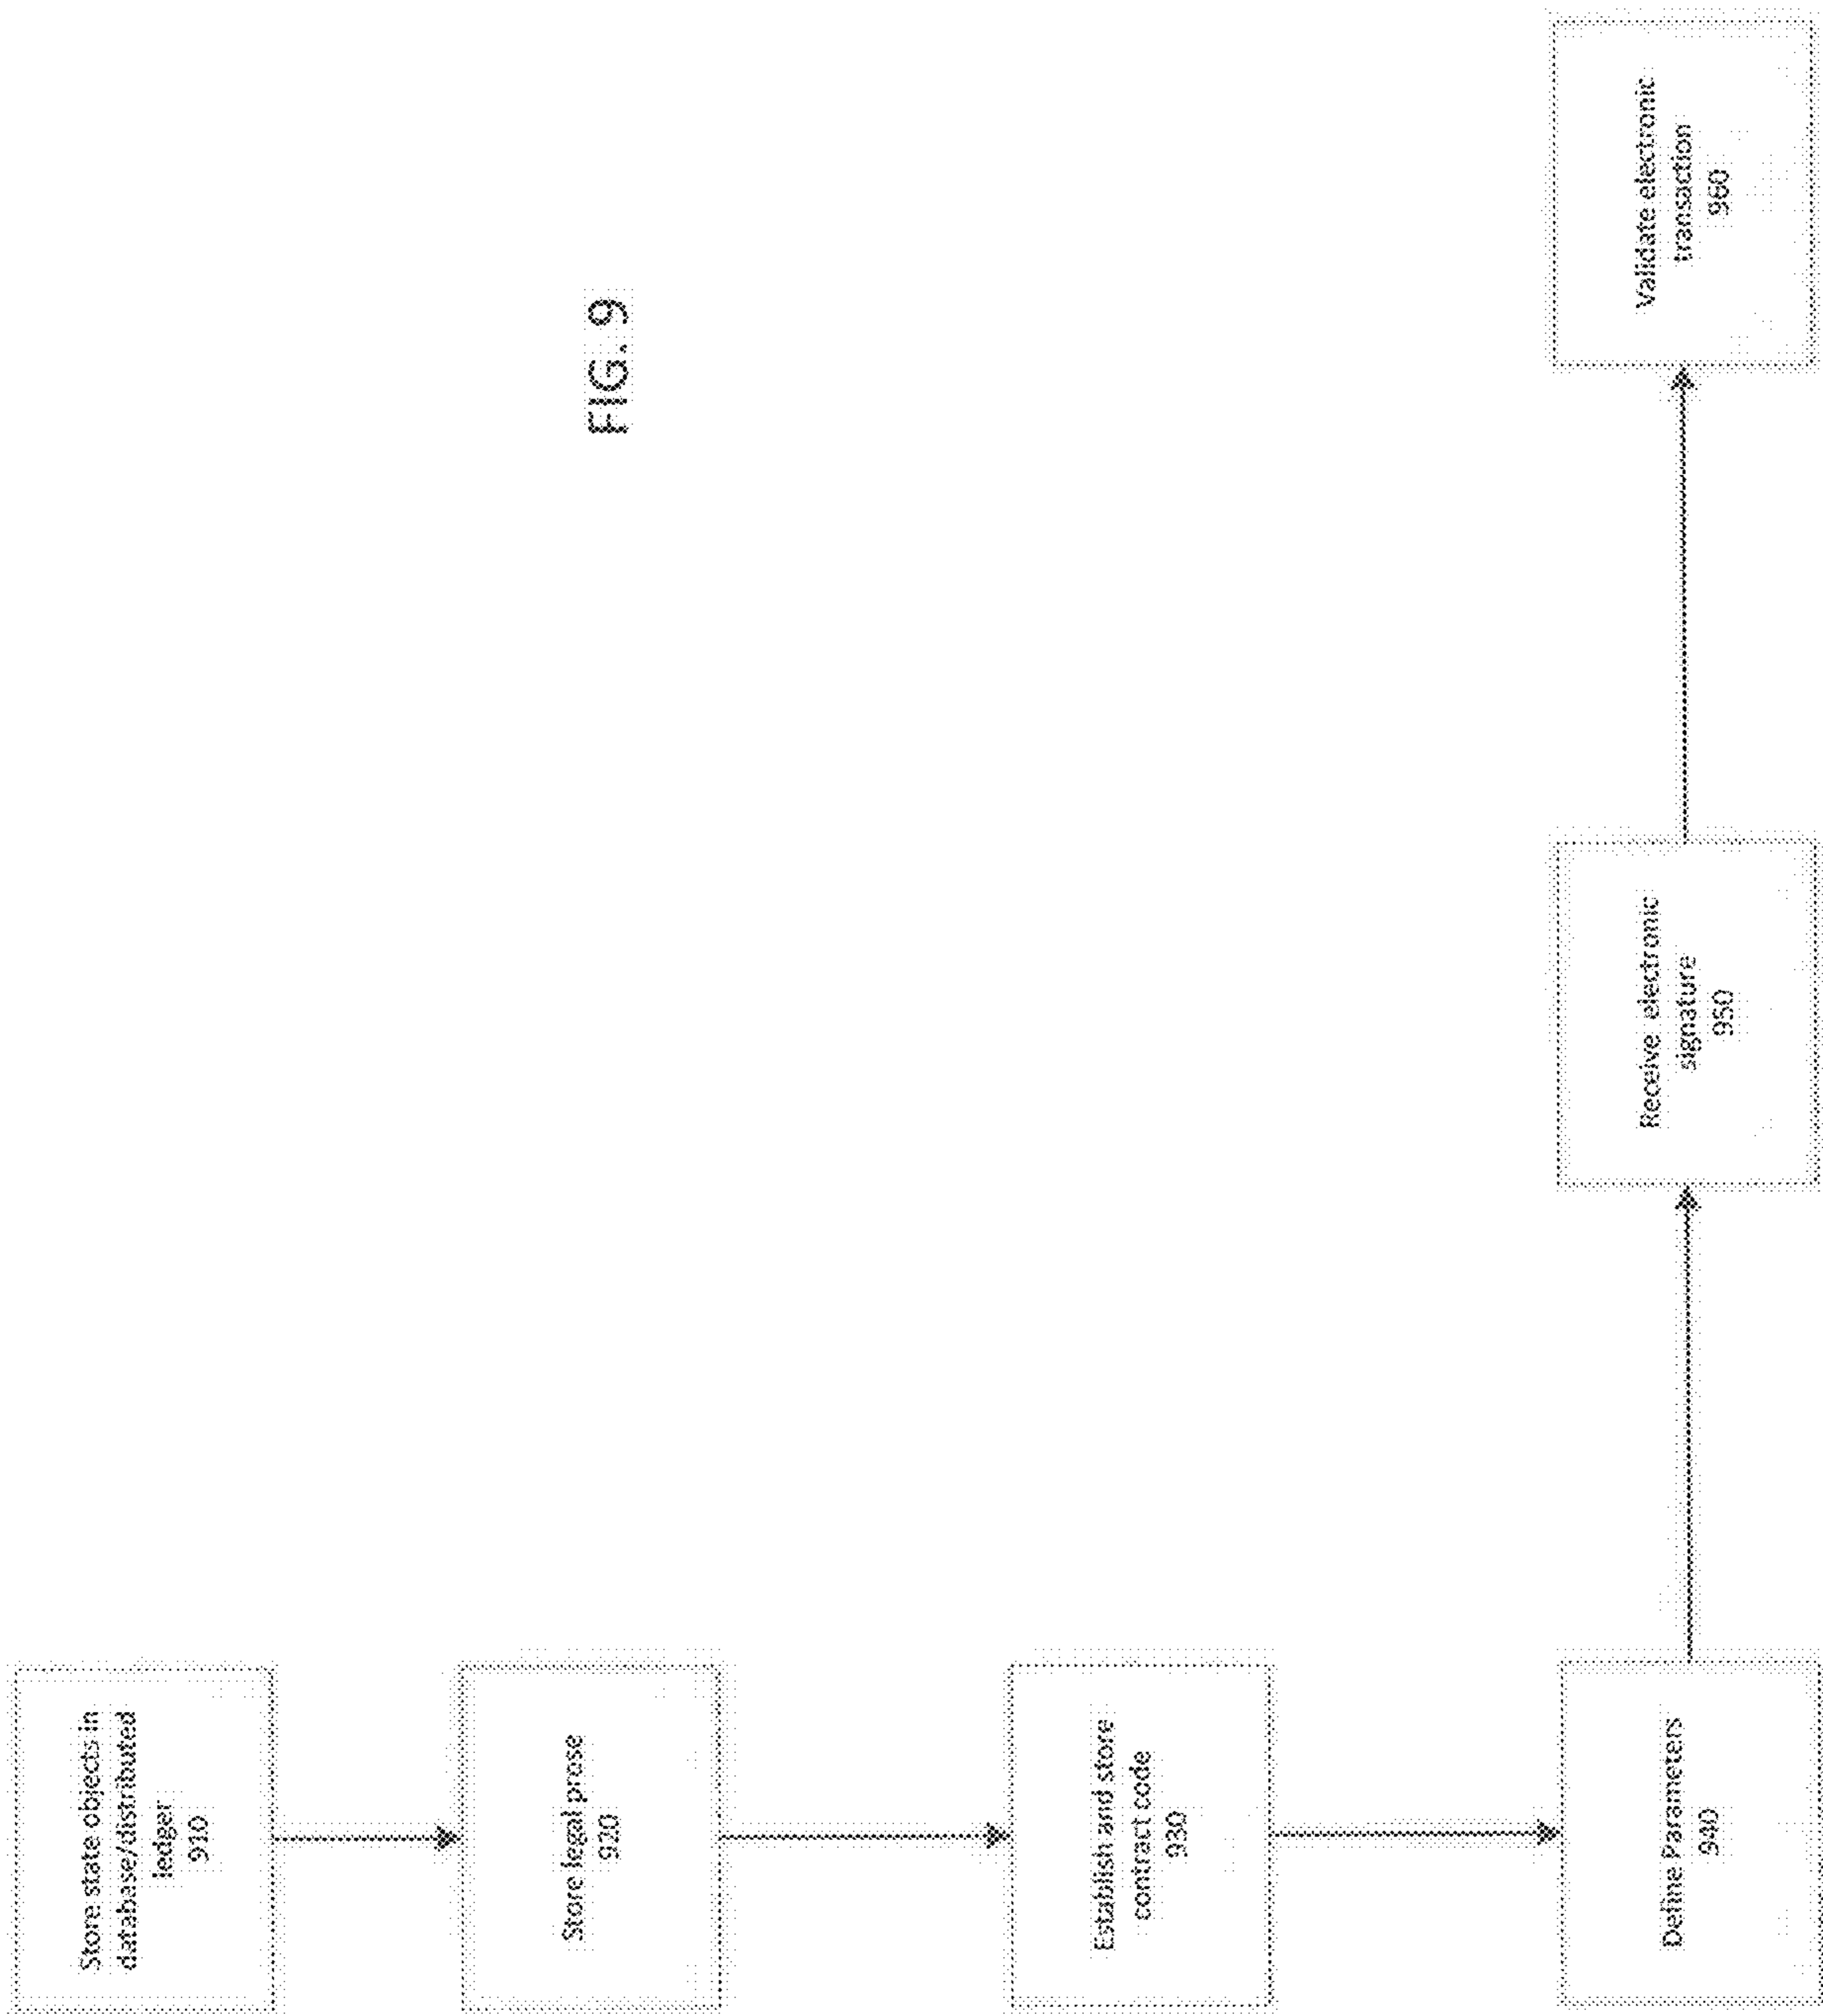 Store state objects in
database/distributed
ledger
910
Store legal prose
920
Establish and store
contract code
930
Define Parameters
940
Receive electronic
signature
950
Validate electronic
transaction
960
FIG. 9